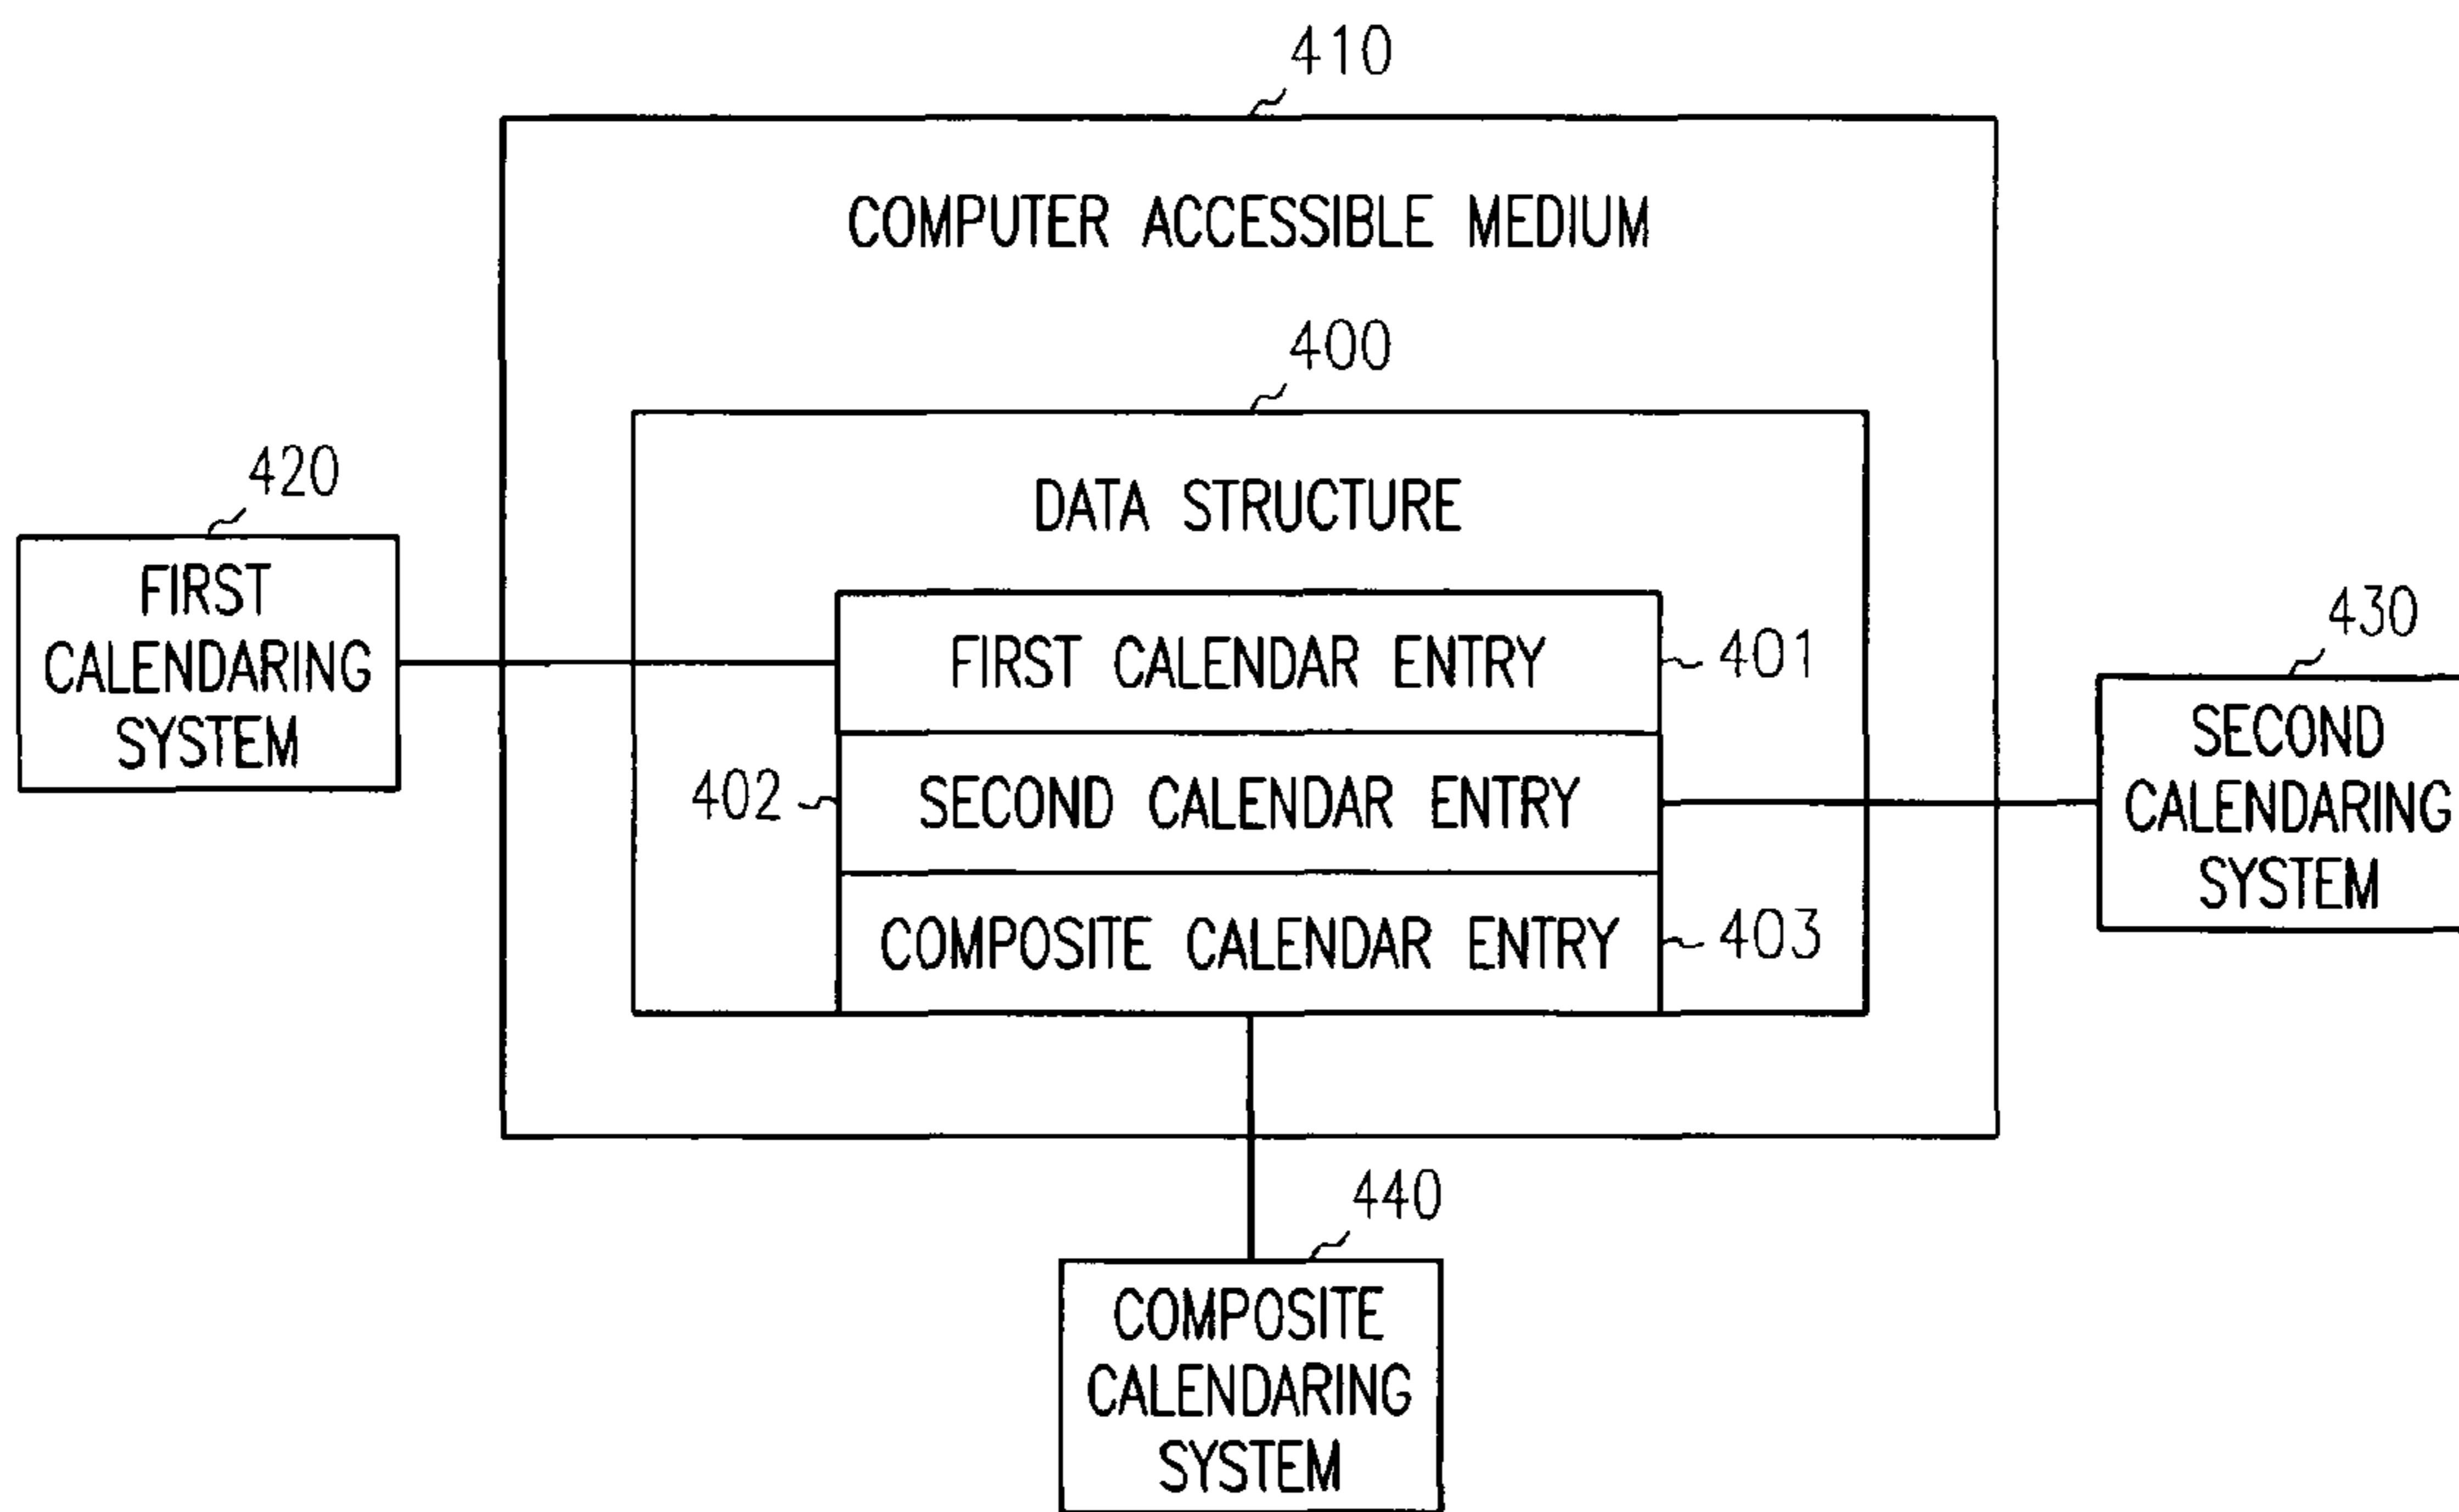 410
COMPUTER ACCESSIBLE MEDIUM
400
DATA STRUCTURE
420
FIRST
CALENDARING
SYSTEM
FIRST CALENDAR ENTRY
401
402
SECOND CALENDAR ENTRY
COMPOSITE CALENDAR ENTRY
403
430
SECOND
CALENDARING
SYSTEM
440
COMPOSITE
CALENDARING
SYSTEM